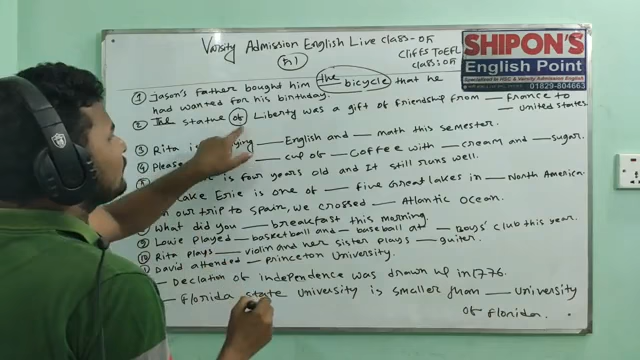 Varsity Admission English Live class-05
Cliffs TOEFL
class: 05
SHIPON'S
English Point
Specialized in HSC & Varsity Admission English
01829-804663
① Jason's Father bought him the bicycle that he
had wanted for his birthday.
② The statue of Liberty was a gift of friendship from — France to
— United States.
③ Rita is — English and — math this semester.
④ Please — cup of — Coffee with — cream and — sugar.
is four years old and It still runs well.
Lake Erie is one of — five Great Lakes in — North America.
our trip to Spain, we crossed — Atlantic Ocean.
What did you — breakfast this morning.
⑨ Louie played — basketball and — baseball at — Boys' club this year.
⑩ Rita plays — violin and her sister plays — guiter.
David attended — Princeton University.
— Declation of independence was drawn up in 1776.
— Florida state University is smaller than — University
of Florida.